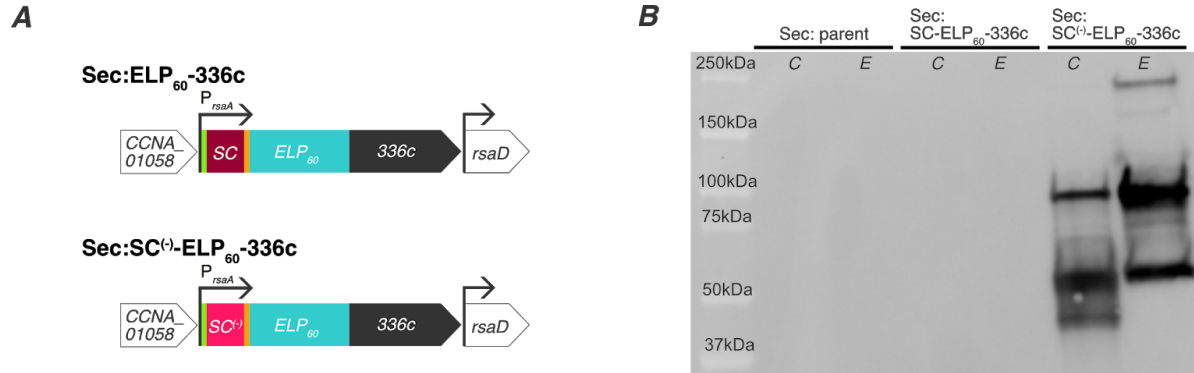 A
Sec:ELP60-336c
PrsaA
CCNA_
01058
SC
ELP60
336c
rsaD
Sec:SC(-)-ELP60-336c
PrsaA
CCNA_
01058
SC(-)
ELP60
336c
rsaD
B
Sec: parent
Sec:
SC-ELP60-336c
Sec:
SC(-)-ELP60-336c
C E C E C E
250kDa
150kDa
100kDa
75kDa
50kDa
37kDa